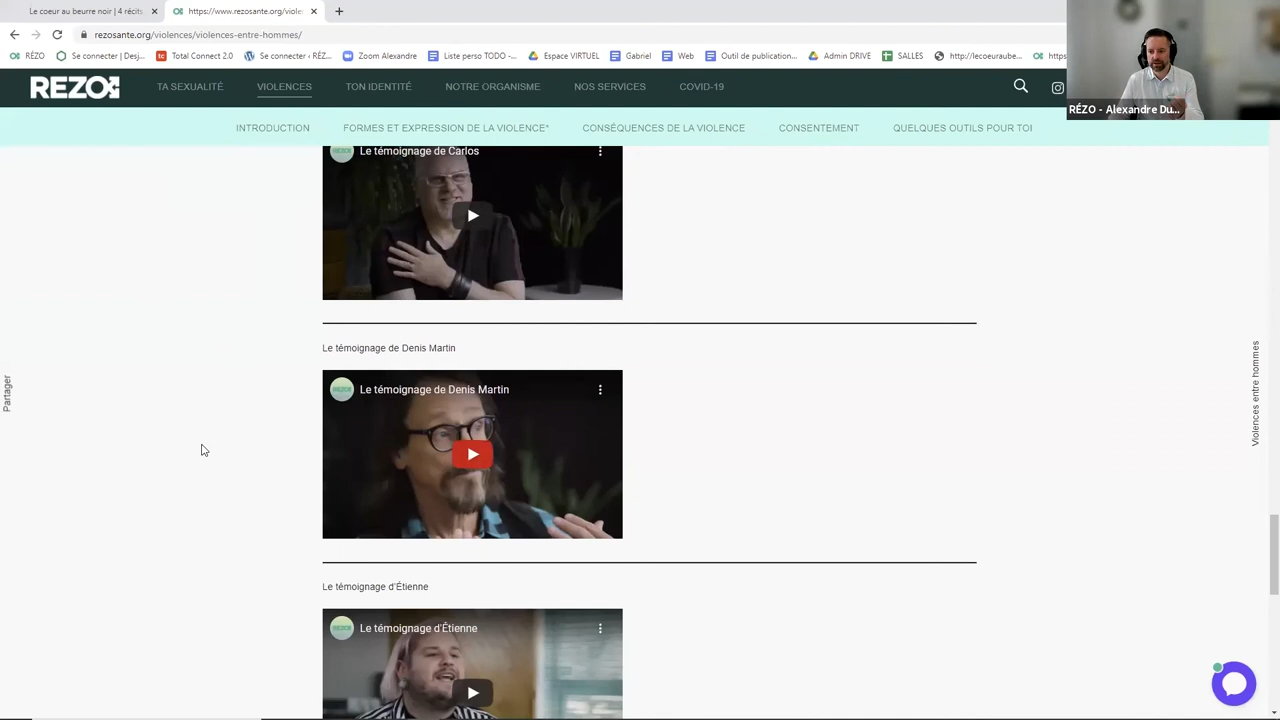 Le coeur au beurre noir | 4 récits
https://www.rezosante.org/viole
rezosante.org/violences/violences-entre-hommes/
RÉZO
Se connecter | Desj...
Total Connect 2.0
Se connecter ‹ RÉZ...
Zoom Alexandre
Liste perso TODO -...
Espace VIRTUEL
Gabriel
Web
Outil de publication...
Admin DRIVE
SALLES
http://lecoeuraube...
https
REZO
TA SEXUALITÉ
VIOLENCES
TON IDENTITÉ
NOTRE ORGANISME
NOS SERVICES
COVID-19
RÉZO - Alexandre Du...
INTRODUCTION
FORMES ET EXPRESSION DE LA VIOLENCE*
CONSÉQUENCES DE LA VIOLENCE
CONSENTEMENT
QUELQUES OUTILS POUR TOI
Le témoignage de Carlos
Le témoignage de Denis Martin
Le témoignage de Denis Martin
Partager
Violences entre hommes
Le témoignage d'Étienne
Le témoignage d'Étienne